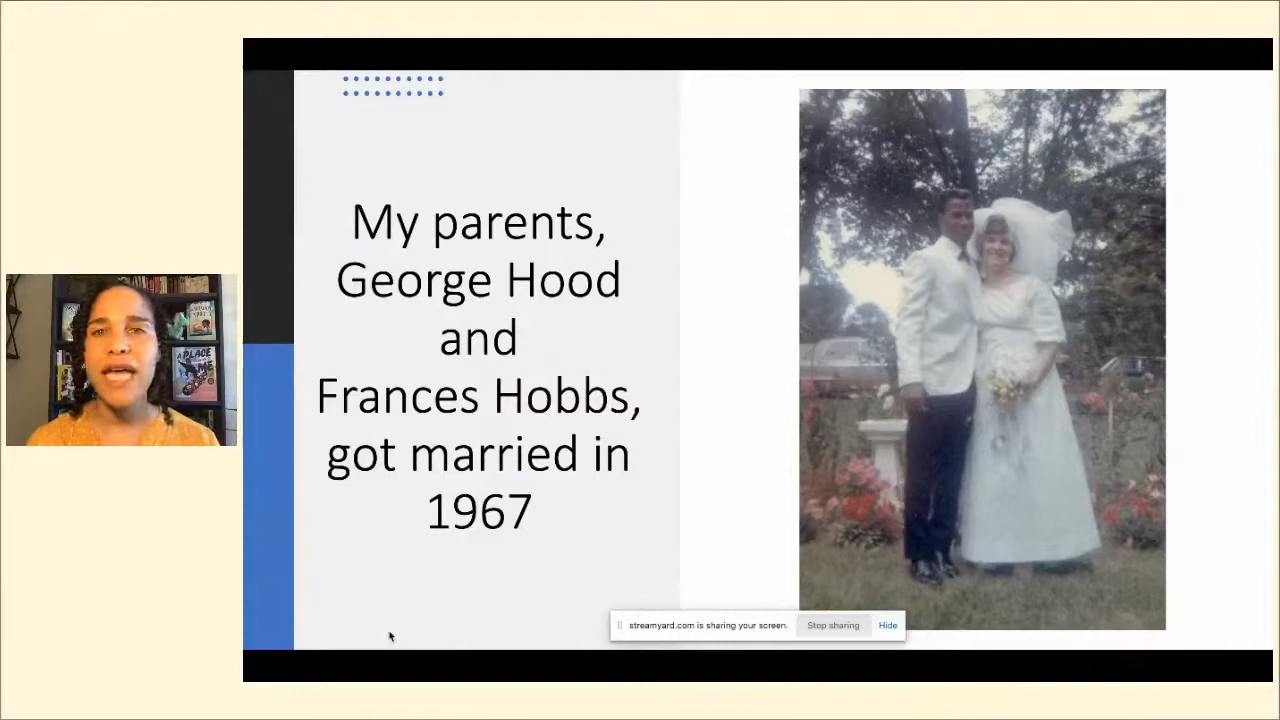 My parents,
George Hood
and
Frances Hobbs,
got married in
1967
A PLACE
streamyard.com is sharing your screen.
Stop sharing
Hide